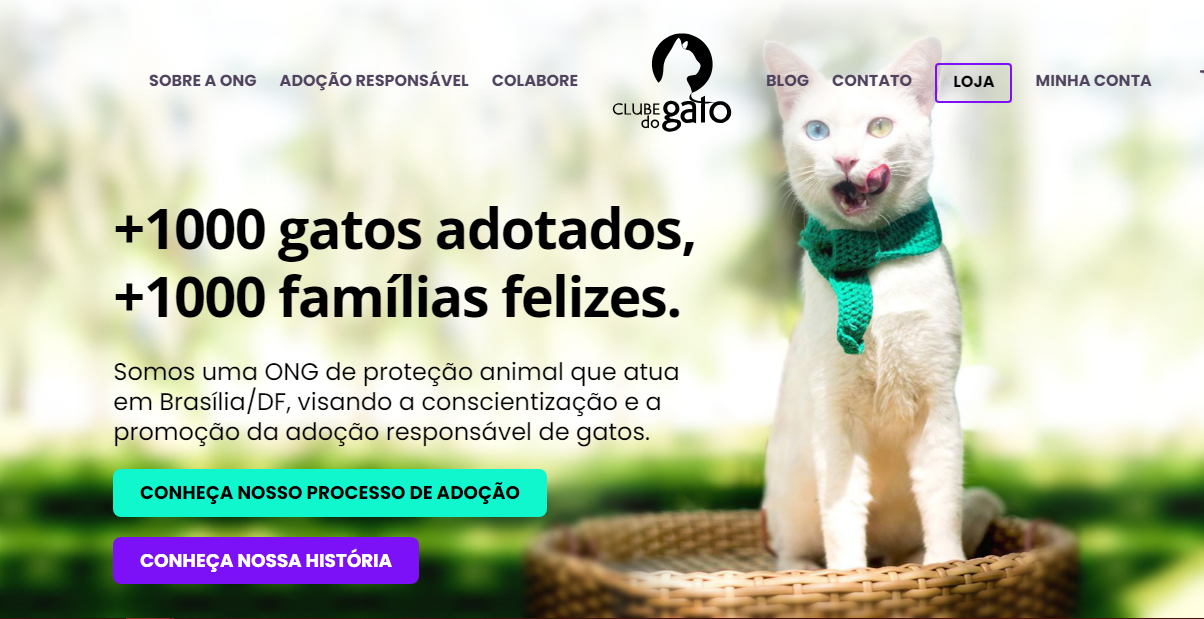 SOBRE A ONG ADOÇÃO RESPONSÁVEL COLABORE
CLUBE do gato
BLOG CONTATO LOJA MINHA CONTA
+1000 gatos adotados,
+1000 famílias felizes.
Somos uma ONG de proteção animal que atua
em Brasília/DF, visando a conscientização e a
promoção da adoção responsável de gatos.
CONHEÇA NOSSO PROCESSO DE ADOÇÃO
CONHEÇA NOSSA HISTÓRIA